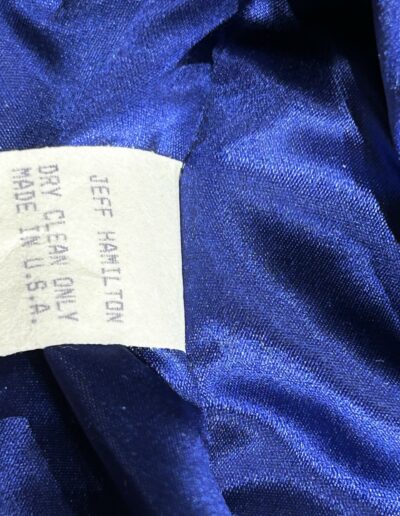 JEFF HAMILTON
DRY CLEAN ONLY
MADE IN U.S.A.